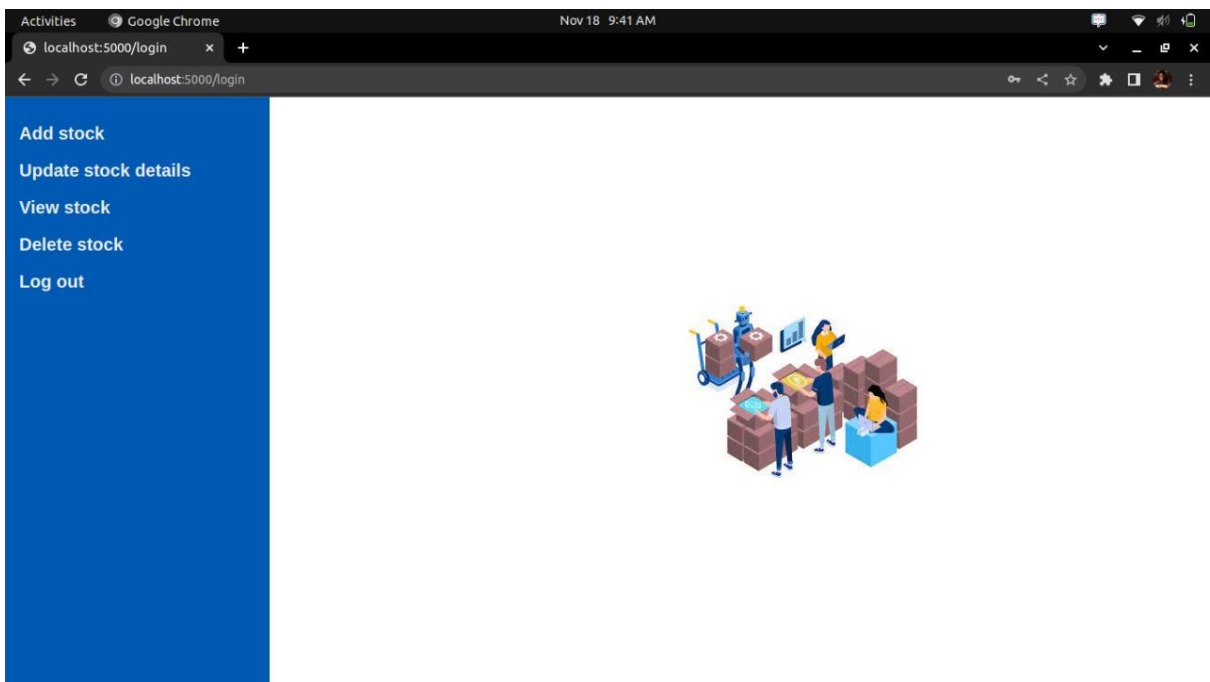 Activities Google Chrome Nov 18 9:41 AM
localhost:5000/login
localhost:5000/login
Add stock
Update stock details
View stock
Delete stock
Log out